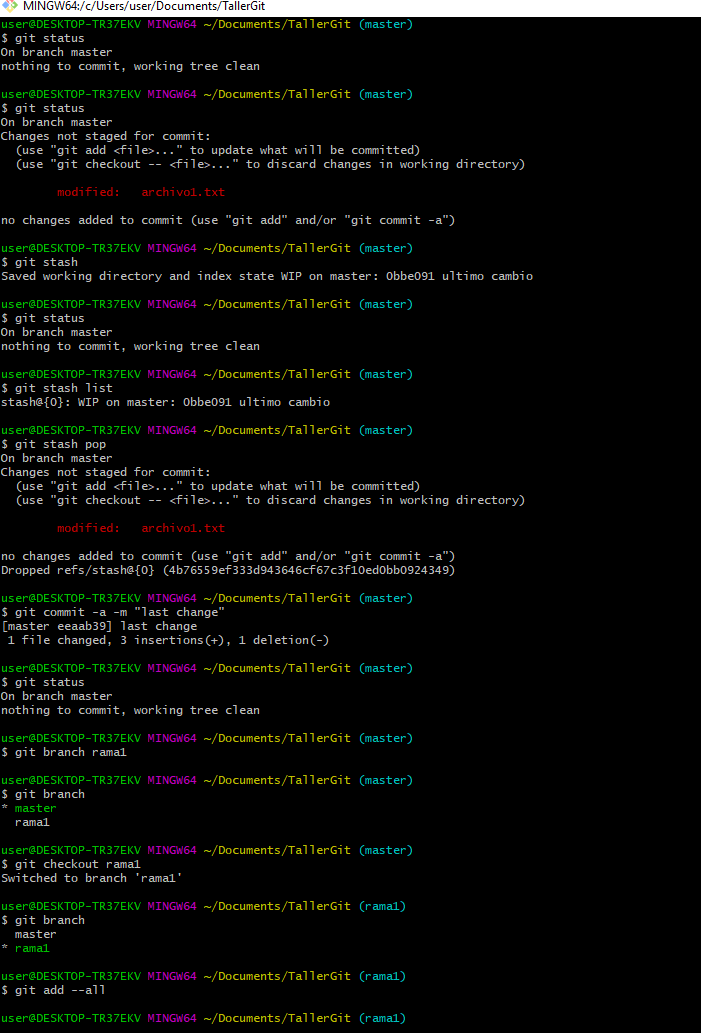 MINGW64:/c/Users/user/Documents/TallerGit
user@DESKTOP-TR37EKV MINGW64 ~/Documents/TallerGit (master)
$ git status
On branch master
nothing to commit, working tree clean
user@DESKTOP-TR37EKV MINGW64 ~/Documents/TallerGit (master)
$ git status
On branch master
Changes not staged for commit:
  (use "git add <file>..." to update what will be committed)
  (use "git checkout -- <file>..." to discard changes in working directory)
        modified:   archivo1.txt
no changes added to commit (use "git add" and/or "git commit -a")
user@DESKTOP-TR37EKV MINGW64 ~/Documents/TallerGit (master)
$ git stash
Saved working directory and index state WIP on master: 0bbe091 ultimo cambio
user@DESKTOP-TR37EKV MINGW64 ~/Documents/TallerGit (master)
$ git status
On branch master
nothing to commit, working tree clean
user@DESKTOP-TR37EKV MINGW64 ~/Documents/TallerGit (master)
$ git stash list
stash@{0}: WIP on master: 0bbe091 ultimo cambio
user@DESKTOP-TR37EKV MINGW64 ~/Documents/TallerGit (master)
$ git stash pop
On branch master
Changes not staged for commit:
  (use "git add <file>..." to update what will be committed)
  (use "git checkout -- <file>..." to discard changes in working directory)
        modified:   archivo1.txt
no changes added to commit (use "git add" and/or "git commit -a")
Dropped refs/stash@{0} (4b76559ef333d943646cf67c3f10ed0bb0924349)
user@DESKTOP-TR37EKV MINGW64 ~/Documents/TallerGit (master)
$ git commit -a -m "last change"
[master eeaab39] last change
 1 file changed, 3 insertions(+), 1 deletion(-)
user@DESKTOP-TR37EKV MINGW64 ~/Documents/TallerGit (master)
$ git status
On branch master
nothing to commit, working tree clean
user@DESKTOP-TR37EKV MINGW64 ~/Documents/TallerGit (master)
$ git branch rama1
user@DESKTOP-TR37EKV MINGW64 ~/Documents/TallerGit (master)
$ git branch
* master
  rama1
user@DESKTOP-TR37EKV MINGW64 ~/Documents/TallerGit (master)
$ git checkout rama1
Switched to branch 'rama1'
user@DESKTOP-TR37EKV MINGW64 ~/Documents/TallerGit (rama1)
$ git branch
  master
* rama1
user@DESKTOP-TR37EKV MINGW64 ~/Documents/TallerGit (rama1)
$ git add --all
user@DESKTOP-TR37EKV MINGW64 ~/Documents/TallerGit (rama1)